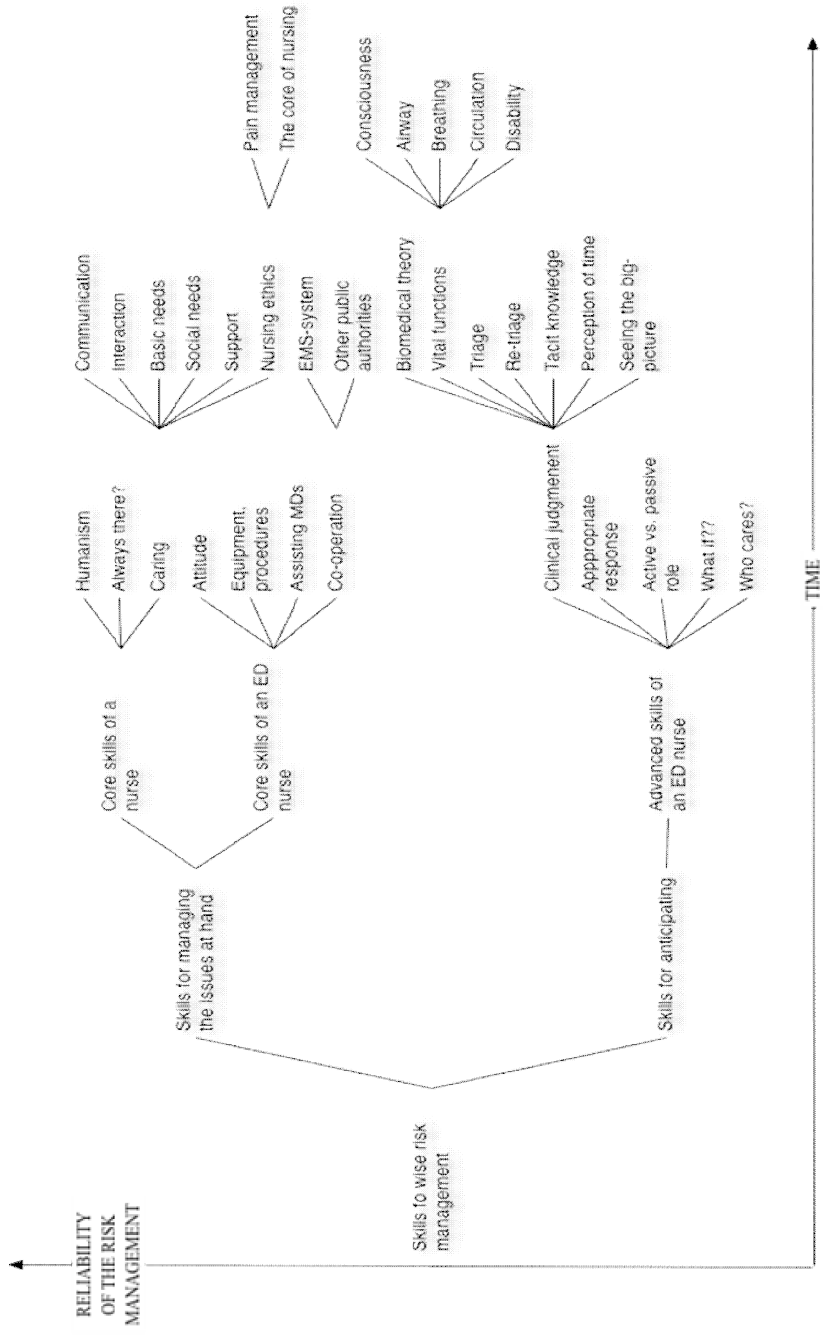 RELIABILITY
OF THE RISK
MANAGEMENT
Skills to wise risk
management
Skills for managing
the issues at hand
Skills for anticipating
Core skills of a
nurse
Core skills of an ED
nurse
Advanced skills of
an ED nurse
Humanism
Always there?
Caring
Attitude
Equipment,
procedures
Assisting MDs
Co-operation
Clinical judgmenent
Apppropriate
response
Active vs. passive
role
What if??
Who cares?
Communication
Interaction
Basic needs
Social needs
Support
Nursing ethics
EMS-system
Other public
authorities
Biomedical theory
Vital functions
Triage
Re-triage
Tacit knowledge
Perception of time
Seeing the big-
picture
Pain management
The core of nursing
Consciousness
Airway
Breathing
Circulation
Disability
TIME